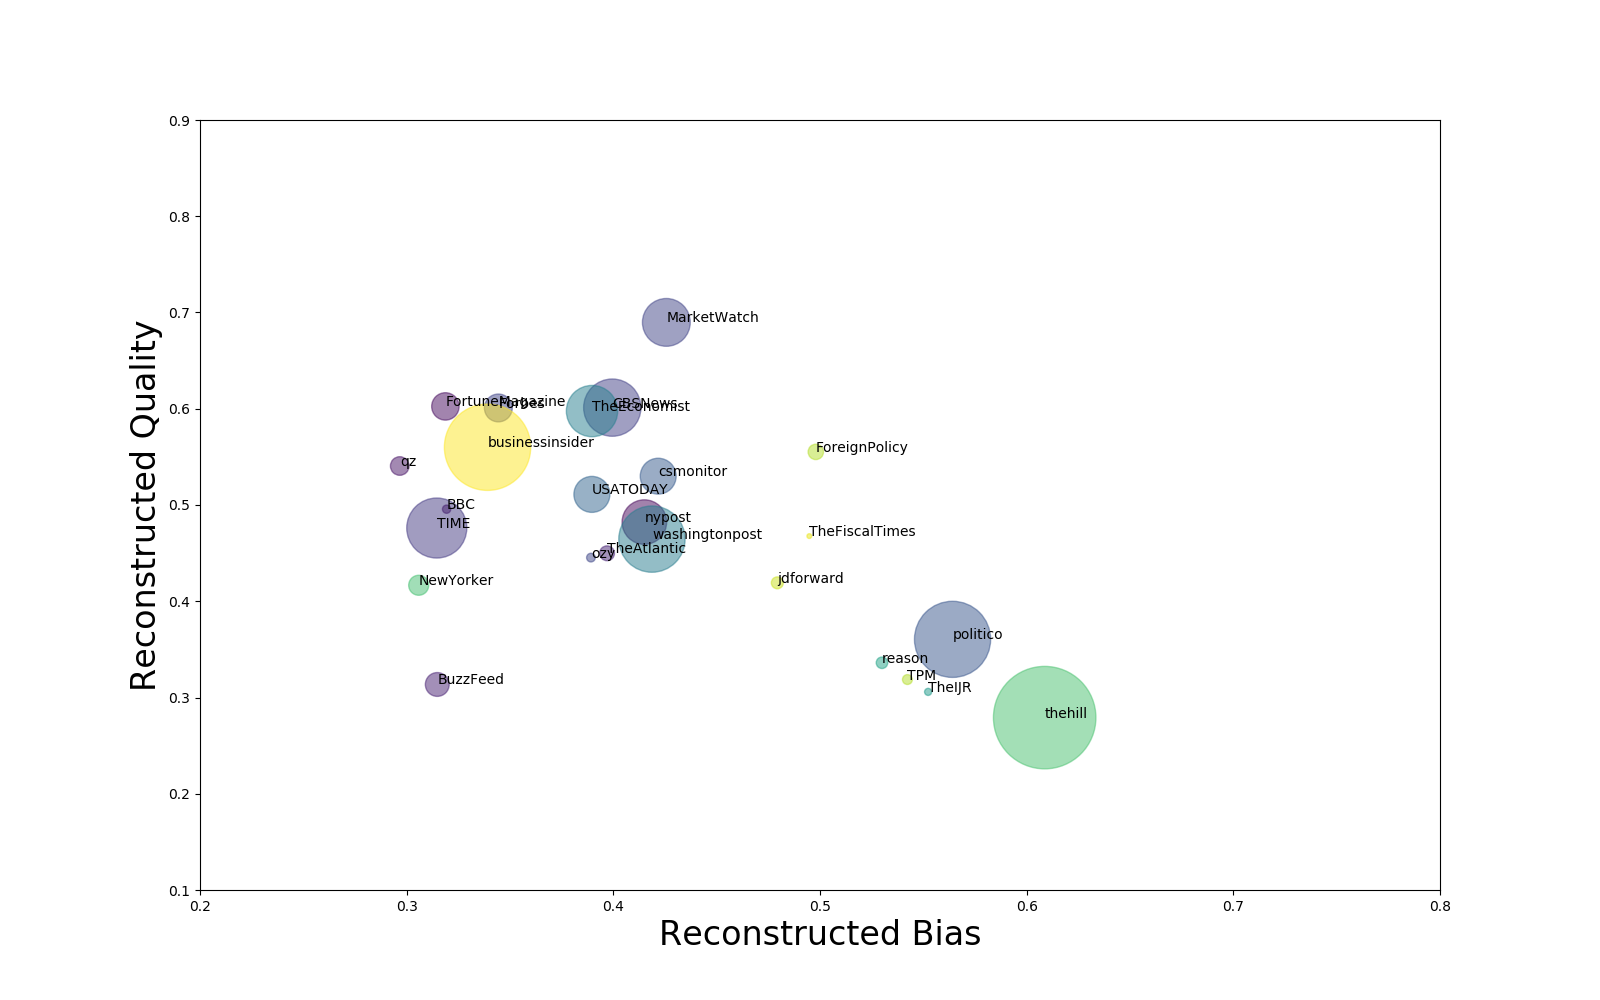 0.9
0.8
0.7
0.6
0.5
0.4
0.3
0.2
0.1
Reconstructed Quality
MarketWatch
FortuneMagazine
Forbes
CBSNews
TheEconomist
businessinsider
ForeignPolicy
qz
csmonitor
USATODAY
BBC
nypost
TIME
washingtonpost
TheFiscalTimes
TheAtlantic
ozy
NewYorker
jdforward
politico
reason
BuzzFeed
TPM
TheIJR
thehill
0.2 0.3 0.4 0.5 0.6 0.7 0.8
Reconstructed Bias